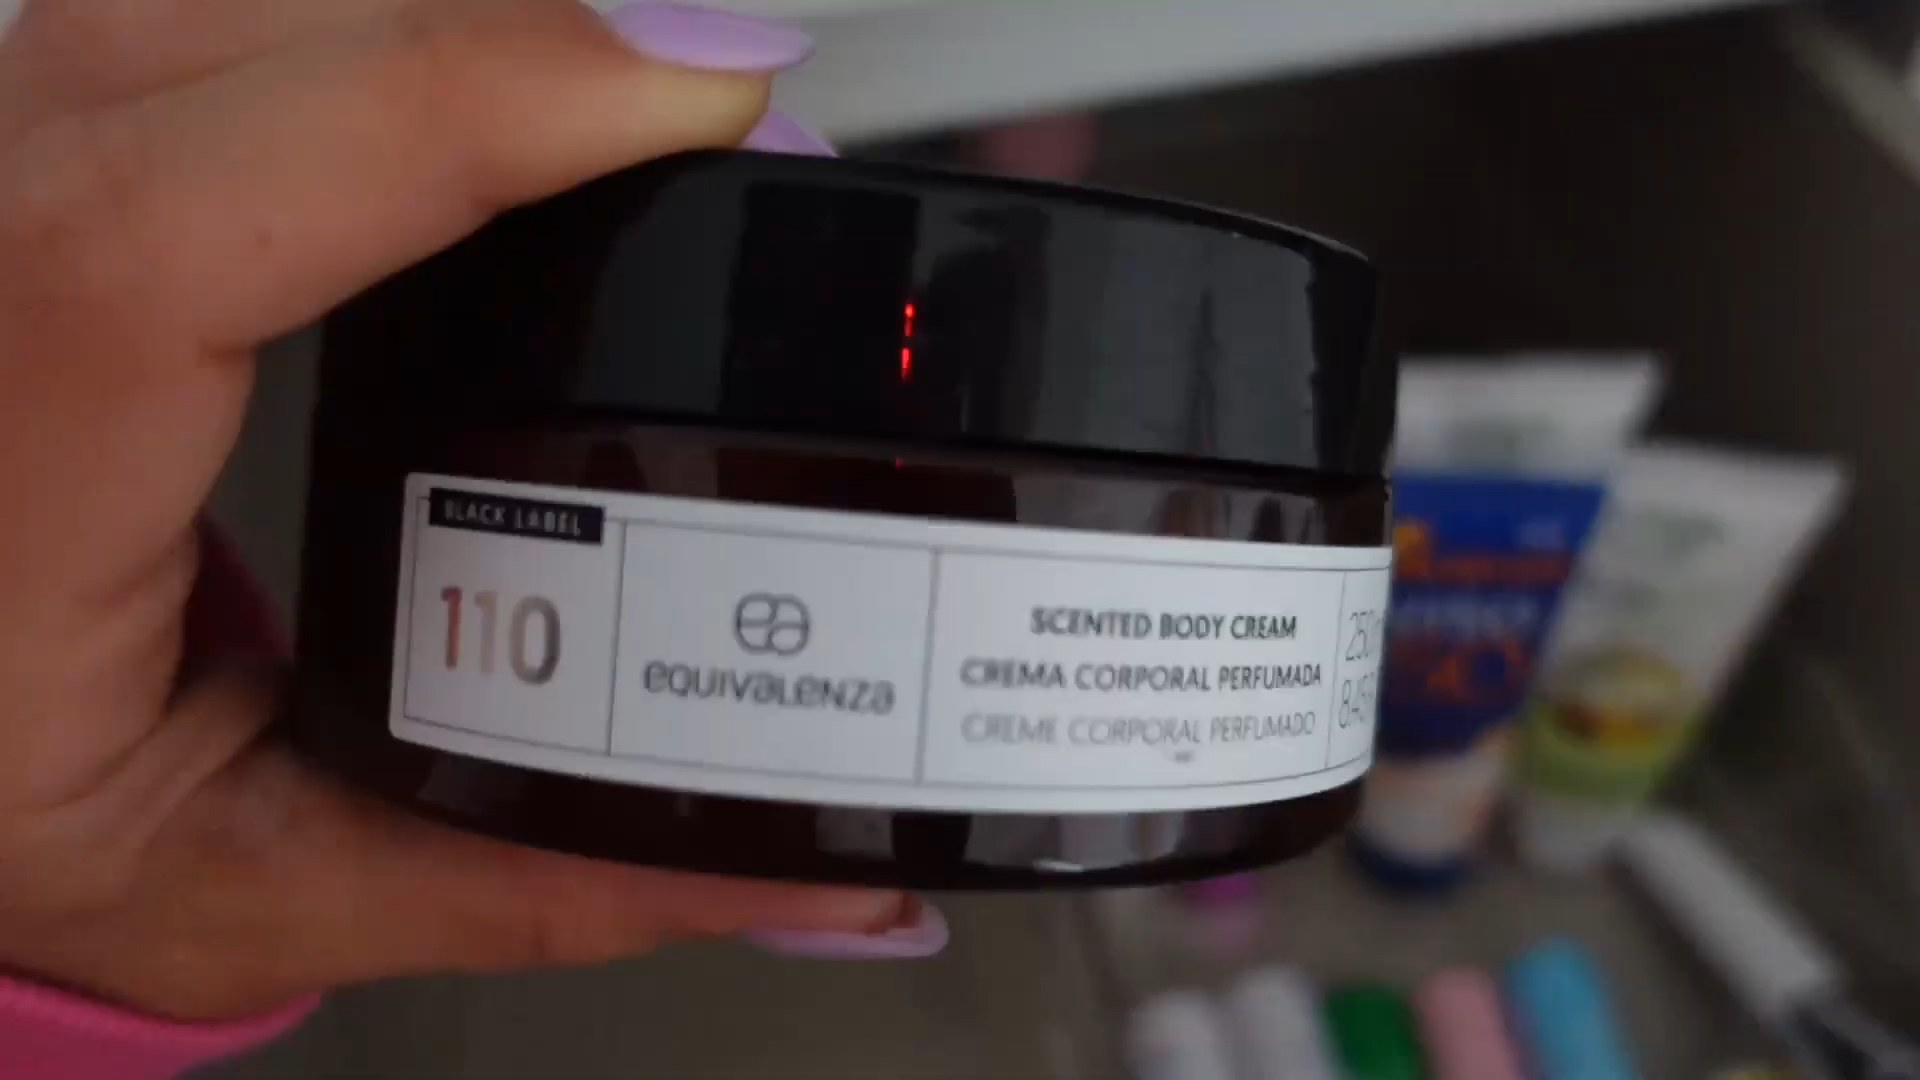 BLACK LABEL
110
equivalenza
SCENTED BODY CREAM
CREMA CORPORAL PERFUMADA
CREME CORPORAL PERFUMADO